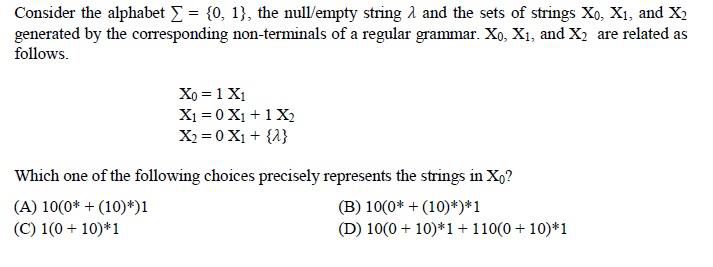 Consider the alphabet ∑ = {0, 1}, the null/empty string λ and the sets of strings X₀, X₁, and X₂
generated by the corresponding non-terminals of a regular grammar. X₀, X₁, and X₂ are related as
follows.
X₀ = 1 X₁
X₁ = 0 X₁ + 1 X₂
X₂ = 0 X₁ + {λ}
Which one of the following choices precisely represents the strings in X₀?
(A) 10(0* + (10)*)1 (B) 10(0* + (10)*)*1
(C) 1(0 + 10)*1 (D) 10(0 + 10)*1 + 110(0 + 10)*1